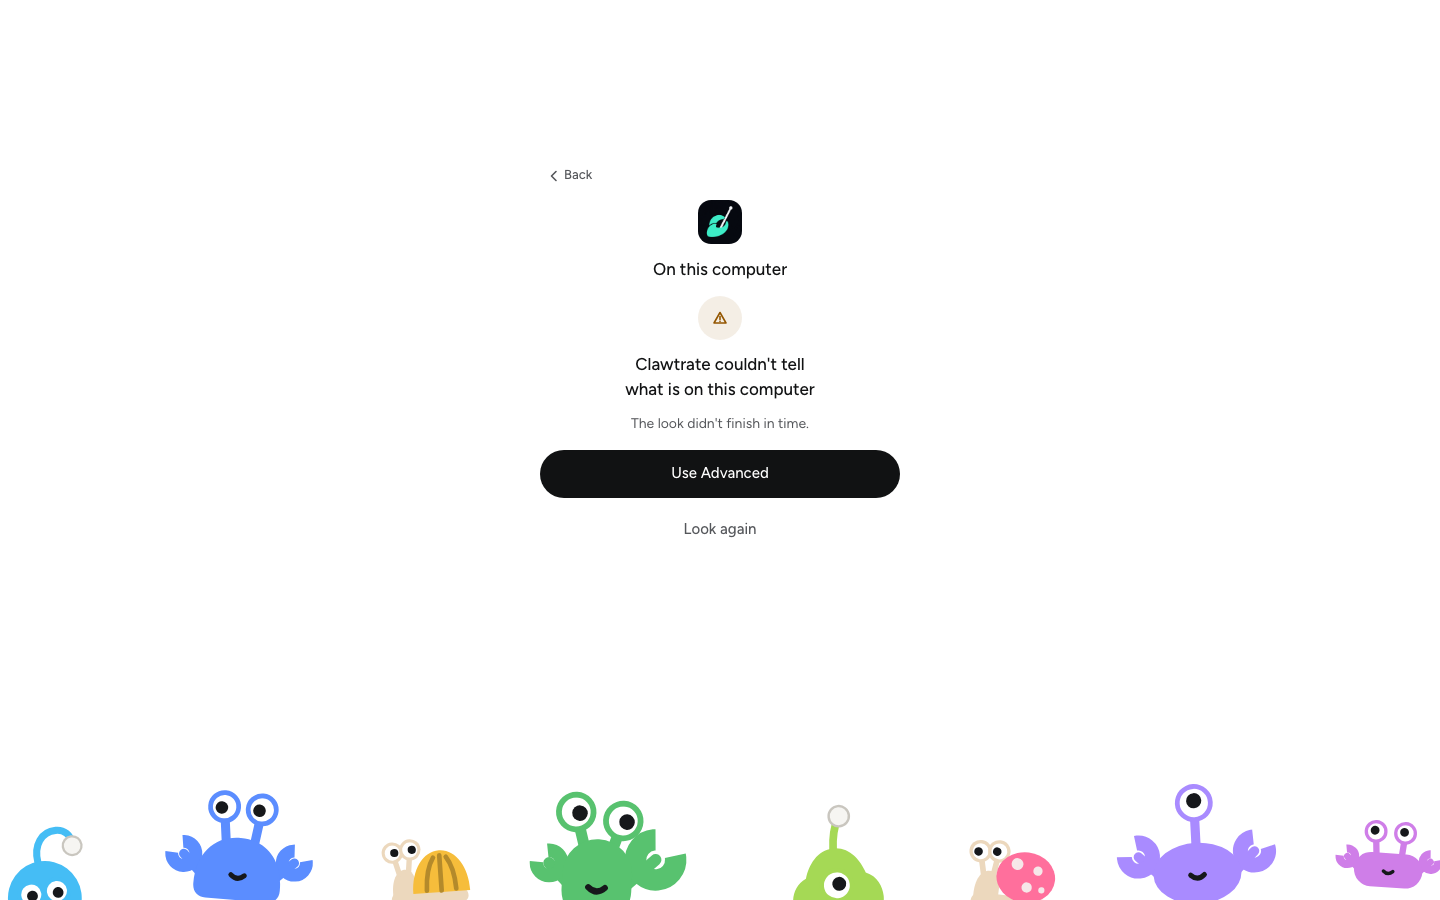 Back
On this computer
Clawtrate couldn't tell
what is on this computer
The look didn't finish in time.
Use Advanced
Look again